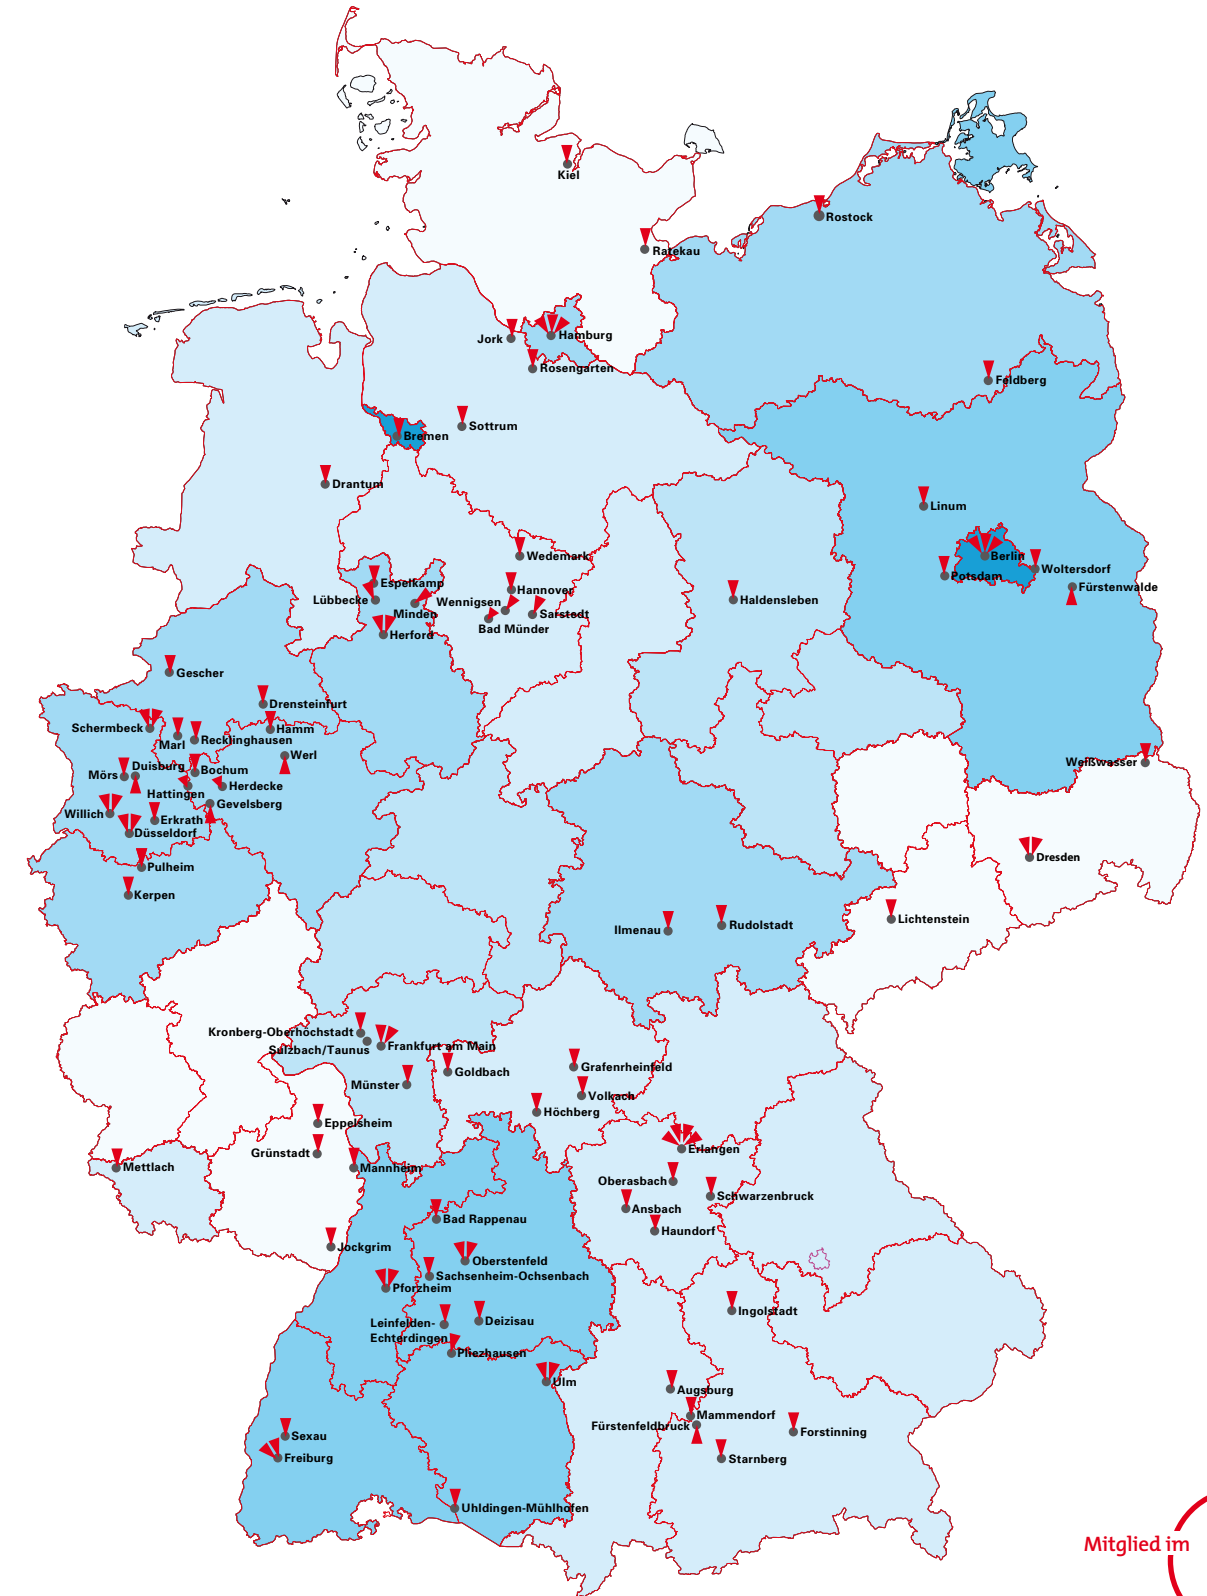 Kiel
Rostock
Ratekau
Jork
Hamburg
Rosengarten
Feldberg
Sottrum
Bremen
Drantum
Linum
Wedemark
Berlin
Woltersdorf
Potsdam
Fürstenwalde
Espelkamp
Hannover
Lübbecke
Wennigsen
Haldensleben
Minden
Sarstedt
Bad Münder
Herford
Gescher
Drensteinfurt
Schermbeck
Hamm
Marl
Recklinghausen
Werl
Weißwasser
Duisburg
Bochum
Mörs
Herdecke
Hattingen
Gevelsberg
Willich
Erkrath
Düsseldorf
Dresden
Pulheim
Kerpen
Lichtenstein
Rudolstadt
Ilmenau
Kronberg-Oberhöchstadt
Frankfurt am Main
Sulzbach/Taunus
Grafenrheinfeld
Goldbach
Münster
Volkach
Höchberg
Eppelsheim
Erlangen
Grünstadt
Mettlach
Mannheim
Oberasbach
Schwarzenbruck
Ansbach
Bad Rappenau
Haundorf
Jockgrim
Oberstenfeld
Sachsenheim-Ochsenbach
Pforzheim
Ingolstadt
Leinfelden-
Echterdingen
Deizisau
Pliezhausen
Ulm
Augsburg
Mammendorf
Fürstenfeldbruck
Forstinning
Sexau
Freiburg
Starnberg
Uhldingen-Mühlhofen
Mitglied im